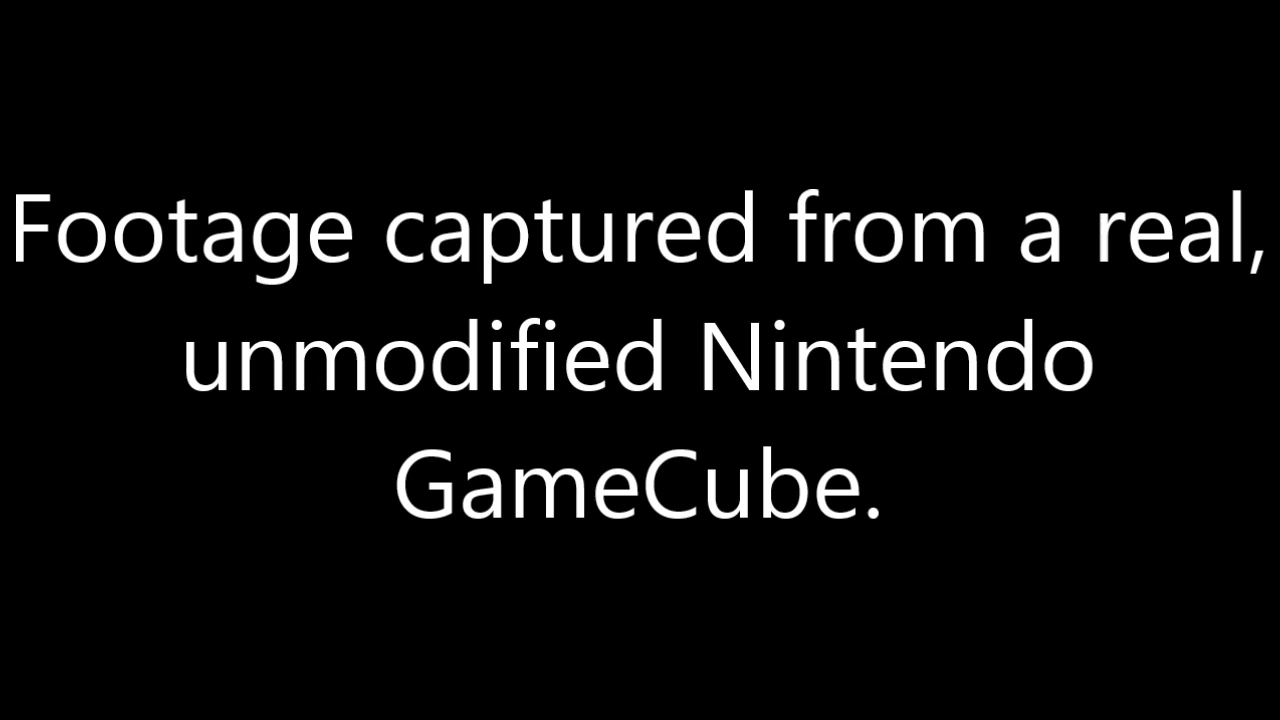 Footage captured from a real,
unmodified Nintendo
GameCube.